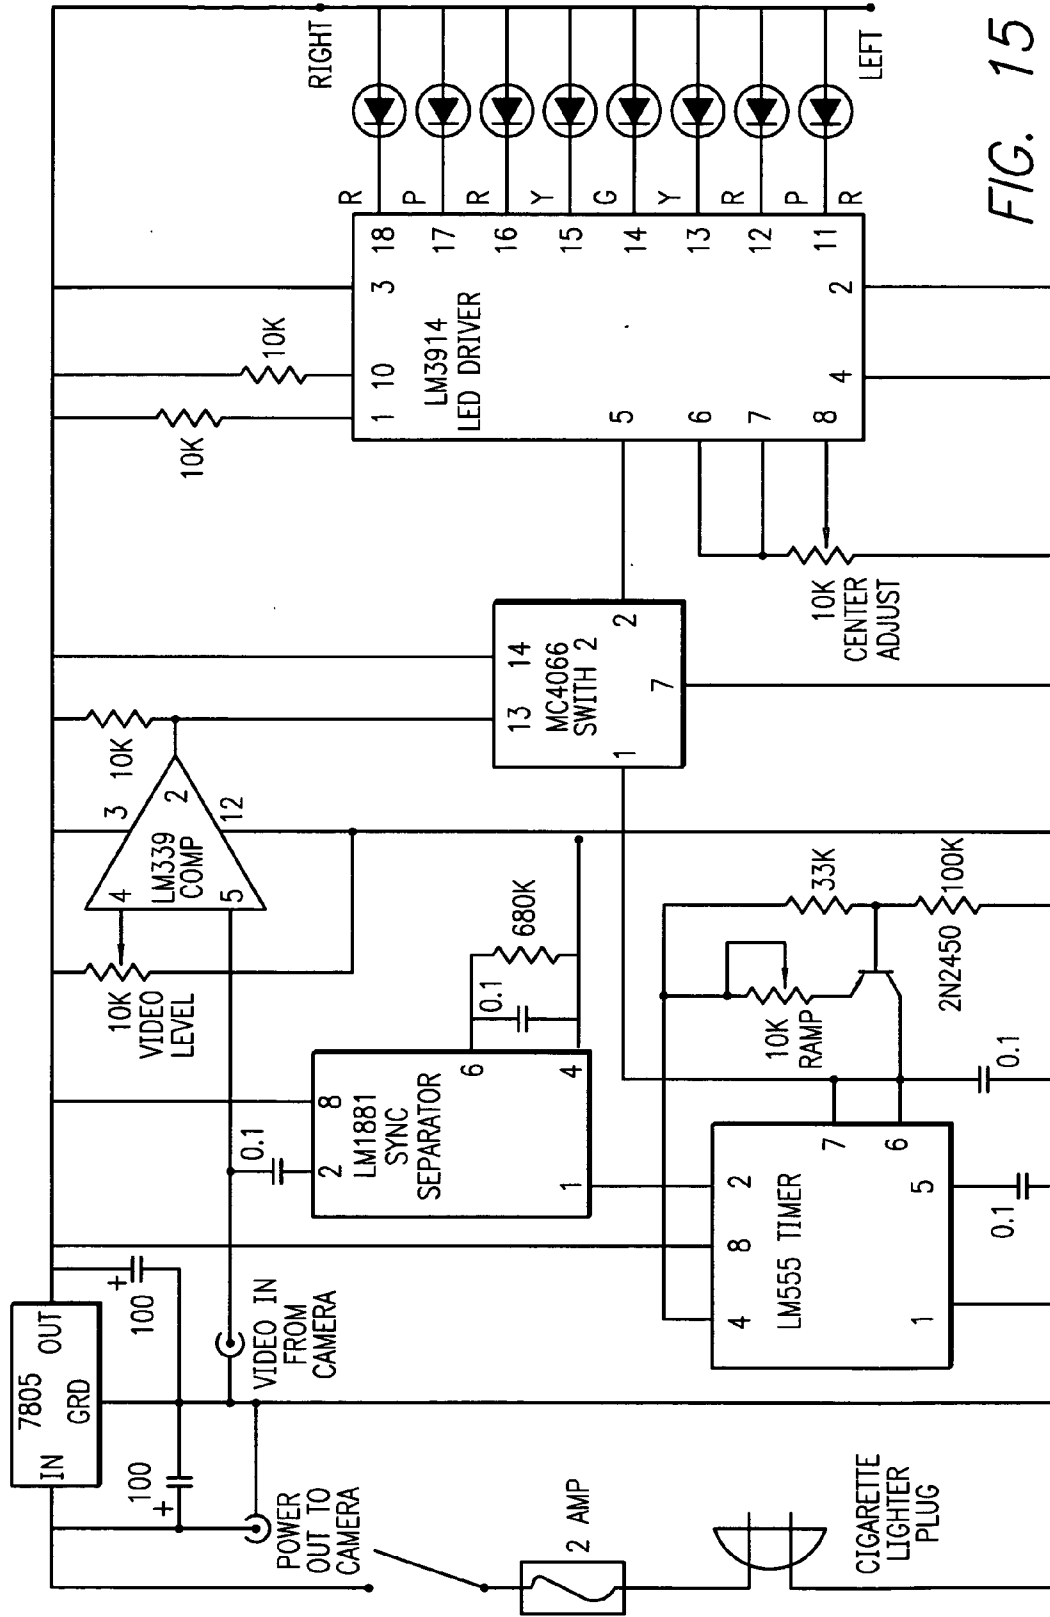 7805
IN
OUT
GRD
100
+
100
+
POWER
OUT TO
CAMERA
VIDEO IN
FROM
CAMERA
2 AMP
CIGARETTE
LIGHTER
PLUG
0.1
2
8
LM1881
SYNC
SEPARATOR
6
4
1
0.1
680K
10K
VIDEO
LEVEL
4
3
LM339
COMP
2
5
12
10K
4
8
2
LM555 TIMER
7
6
1
5
0.1
0.1
10K
RAMP
33K
100K
2N2450
13
14
MC4066
SWITH 2
1
2
7
10K
10K
1
10
3
LM3914
LED DRIVER
5
6
7
8
4
2
18
17
16
15
14
13
12
11
R
P
R
Y
G
Y
R
P
R
RIGHT
LEFT
10K
CENTER
ADJUST
FIG. 15